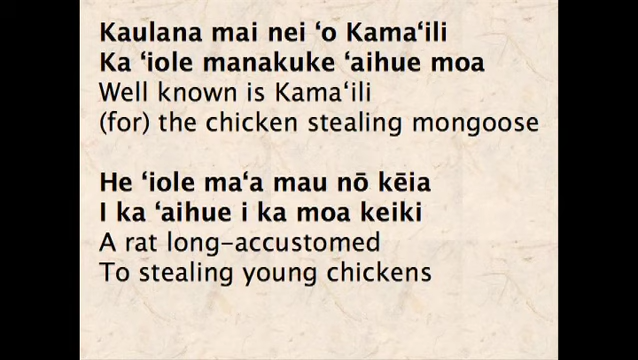 Kaulana mai nei ʻo Kamaʻili
Ka ʻiole manakuke ʻaihue moa
Well known is Kamaʻili
(for) the chicken stealing mongoose
He ʻiole maʻa mau nō kēia
I ka ʻaihue i ka moa keiki
A rat long-accustomed
To stealing young chickens